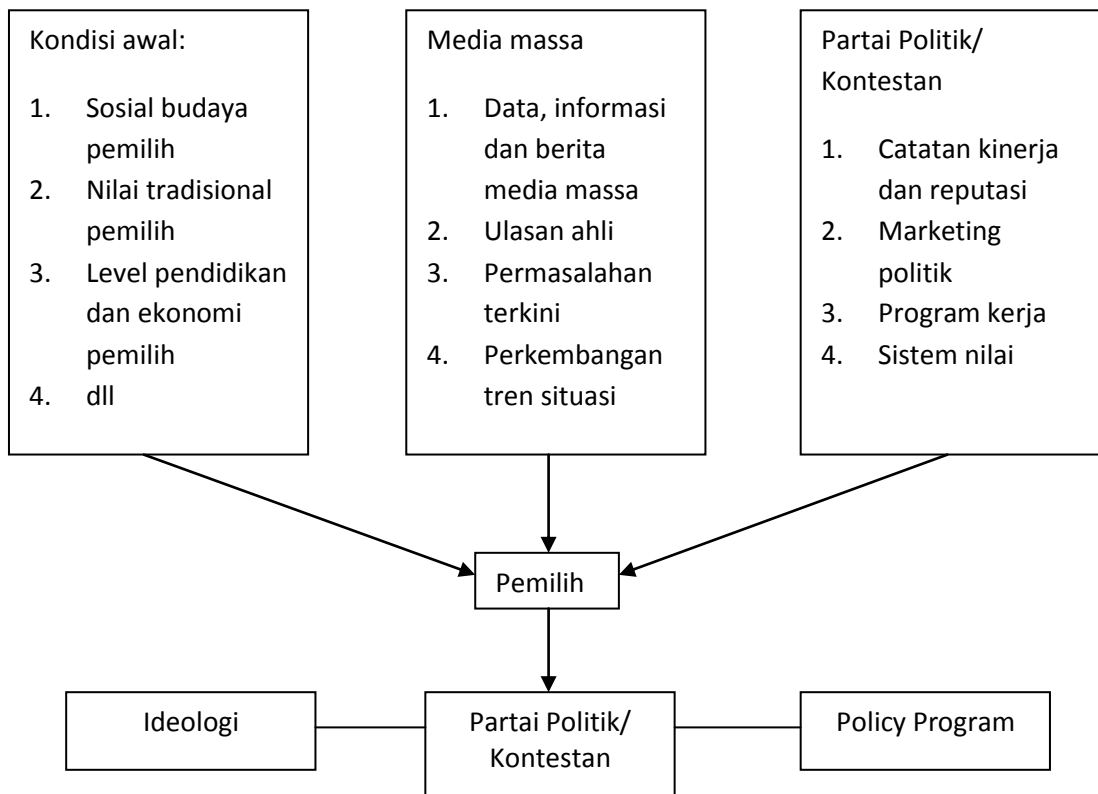 Kondisi awal:
1. Sosial budaya
pemilih
2. Nilai tradisional
pemilih
3. Level pendidikan
dan ekonomi
pemilih
4. dll
Media massa
1. Data, informasi
dan berita
media massa
2. Ulasan ahli
3. Permasalahan
terkini
4. Perkembangan
tren situasi
Partai Politik/
Kontestan
1. Catatan kinerja
dan reputasi
2. Marketing
politik
3. Program kerja
4. Sistem nilai
Pemilih
Ideologi
Partai Politik/
Kontestan
Policy Program